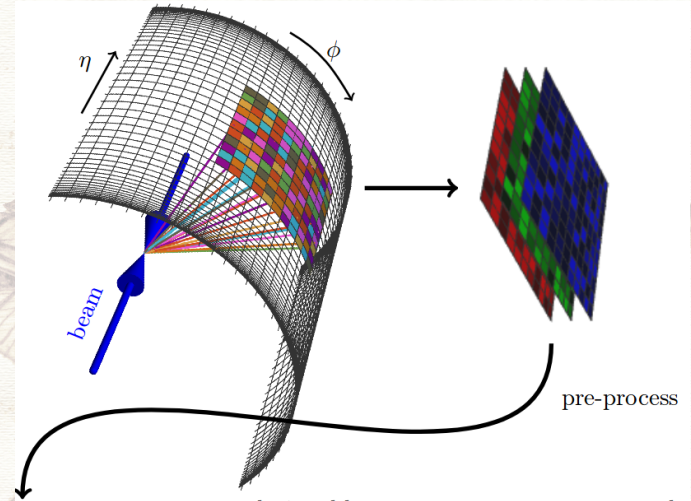 η
ϕ
beam
pre-process